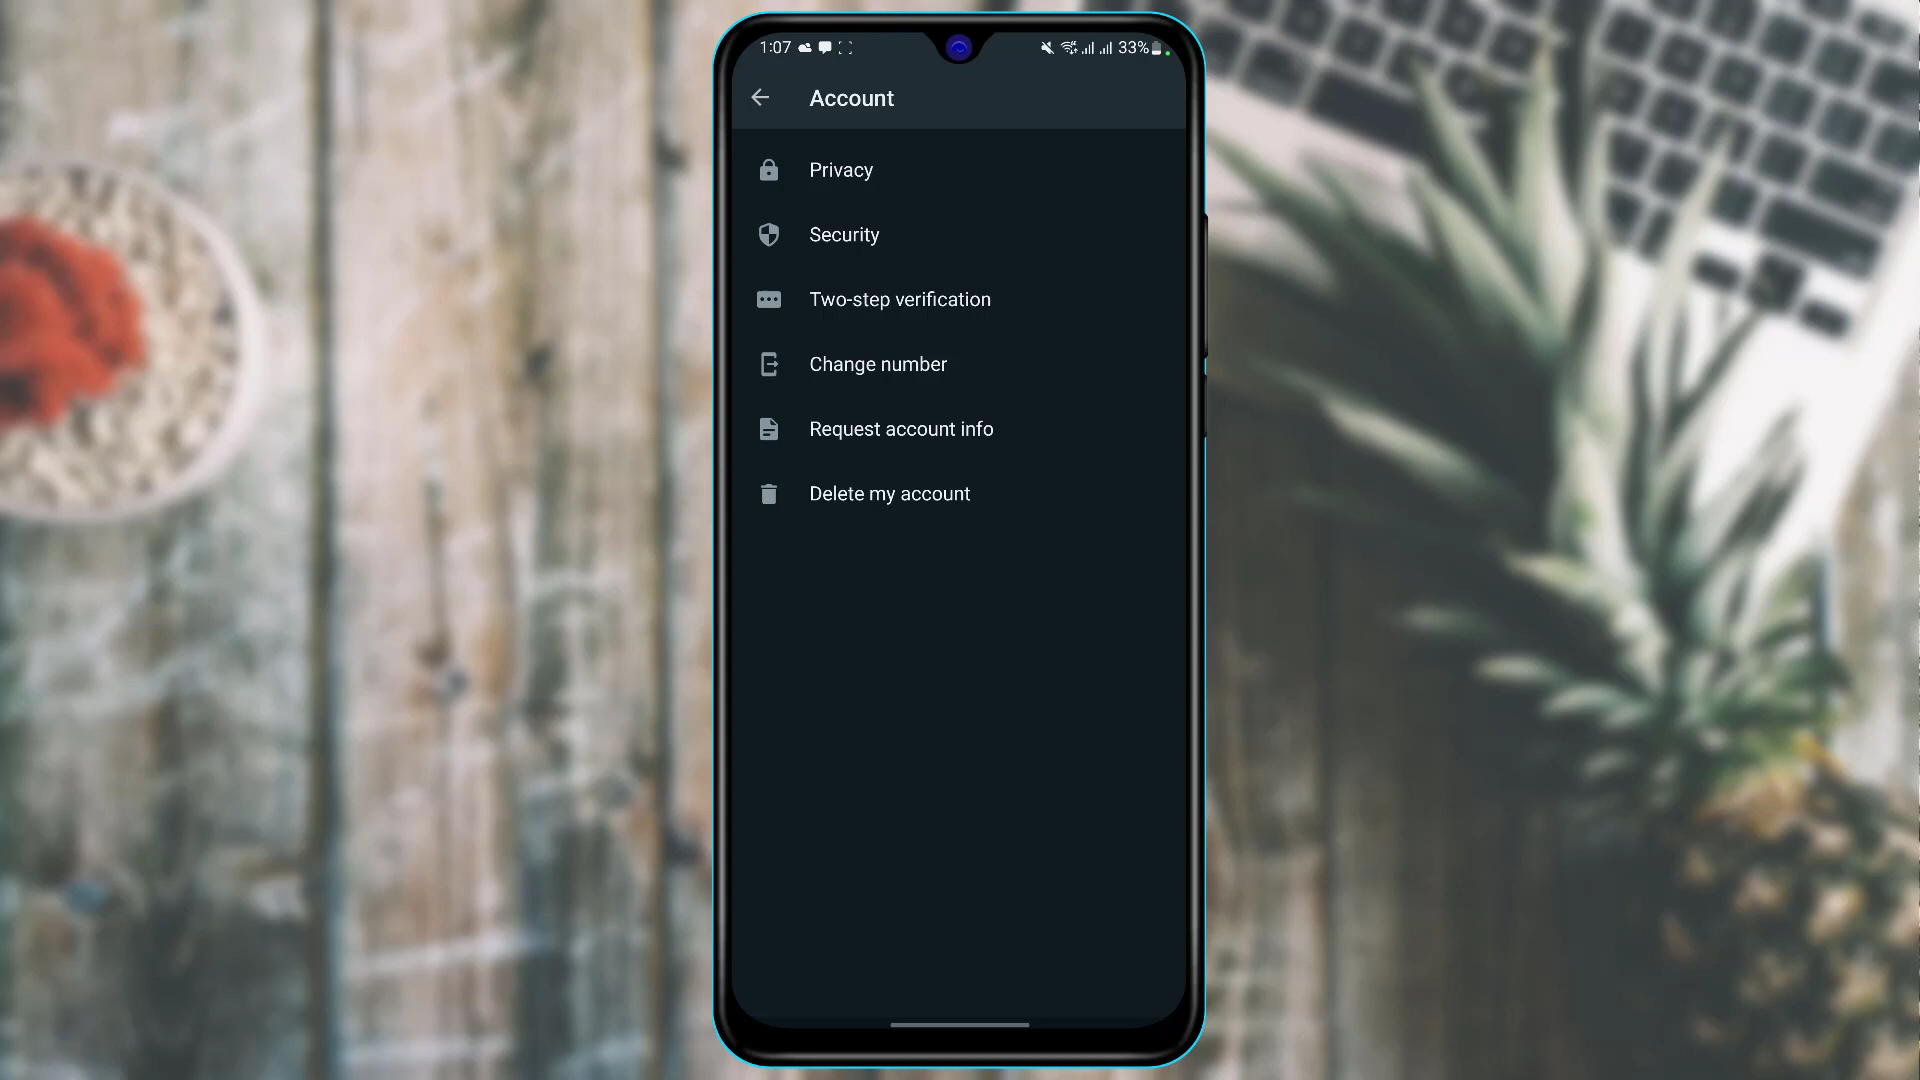 1:07 33%
Account
Privacy
Security
Two-step verification
Change number
Request account info
Delete my account